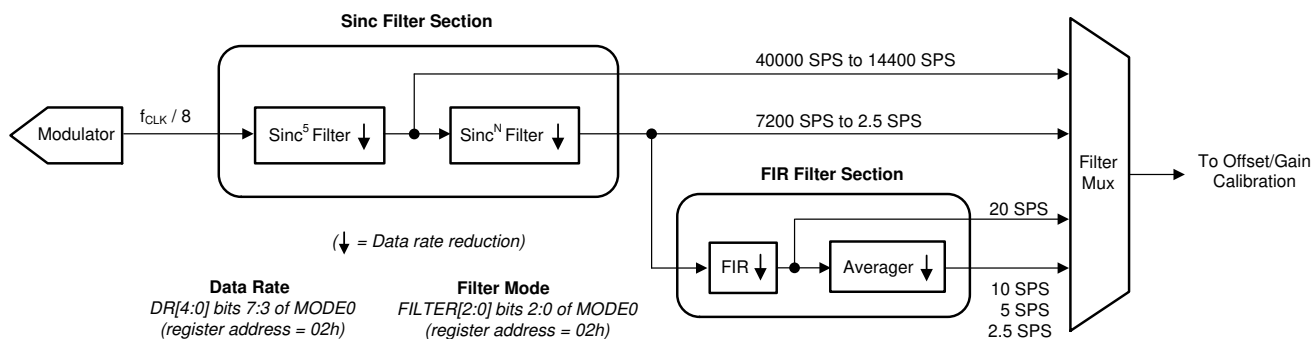 Sinc Filter Section
40000 SPS to 14400 SPS
Modulator
fCLK / 8
Sinc5 Filter ↓
SincN Filter ↓
7200 SPS to 2.5 SPS
Filter
Mux
To Offset/Gain
Calibration
FIR Filter Section
20 SPS
(↓ = Data rate reduction)
FIR ↓
Averager ↓
Data Rate
DR[4:0] bits 7:3 of MODE0
(register address = 02h)
Filter Mode
FILTER[2:0] bits 2:0 of MODE0
(register address = 02h)
10 SPS
5 SPS
2.5 SPS